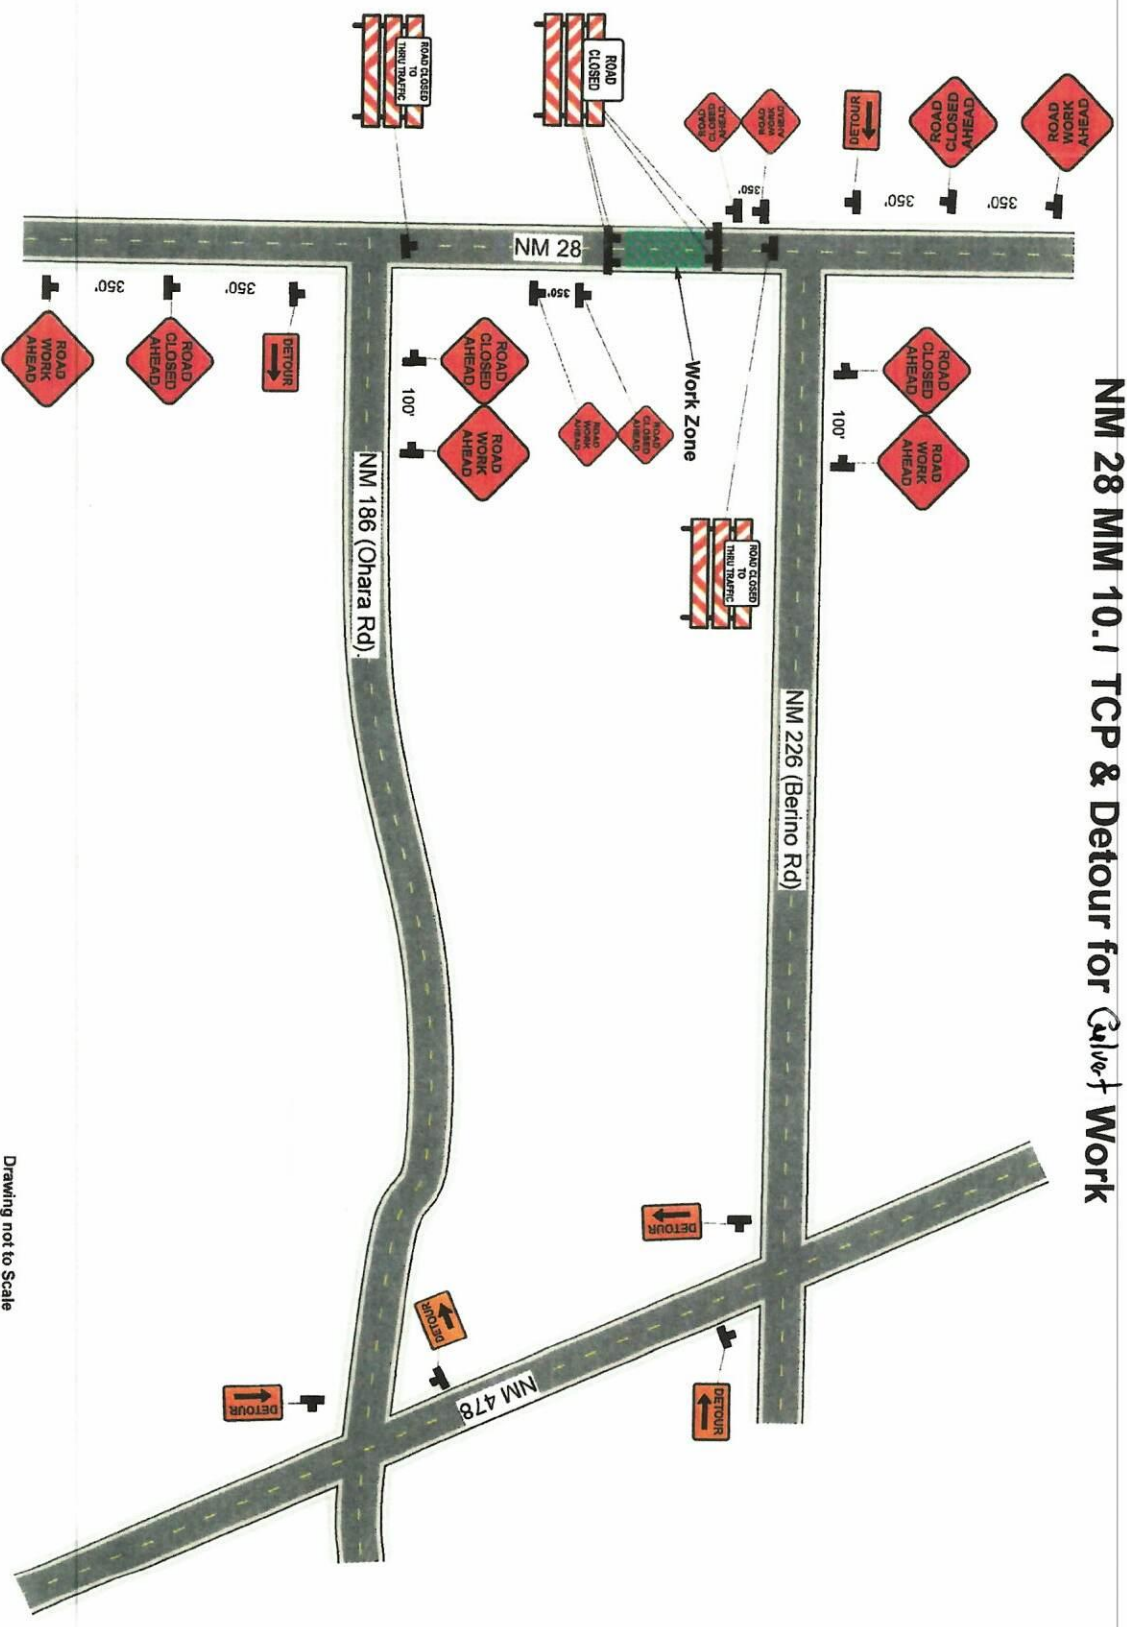 NM 28 MM 10.1 TCP & Detour for Culvert Work
ROAD CLOSED
TO
THRU TRAFFIC
ROAD
CLOSED
ROAD
CLOSED
AHEAD
ROAD
WORK
AHEAD
350'
DETOUR
350'
ROAD
CLOSED
AHEAD
350'
ROAD
WORK
AHEAD
NM 28
Work Zone
350'
ROAD
WORK
AHEAD
ROAD
CLOSED
AHEAD
ROAD
WORK
AHEAD
350'
ROAD
CLOSED
AHEAD
350'
DETOUR
ROAD
CLOSED
AHEAD
100'
ROAD
WORK
AHEAD
ROAD
CLOSED
AHEAD
100'
ROAD
WORK
AHEAD
NM 186 (Ohara Rd).
ROAD CLOSED
TO
THRU TRAFFIC
NM 226 (Berino Rd)
DETOUR
DETOUR
DETOUR
DETOUR
NM 478
Drawing not to Scale